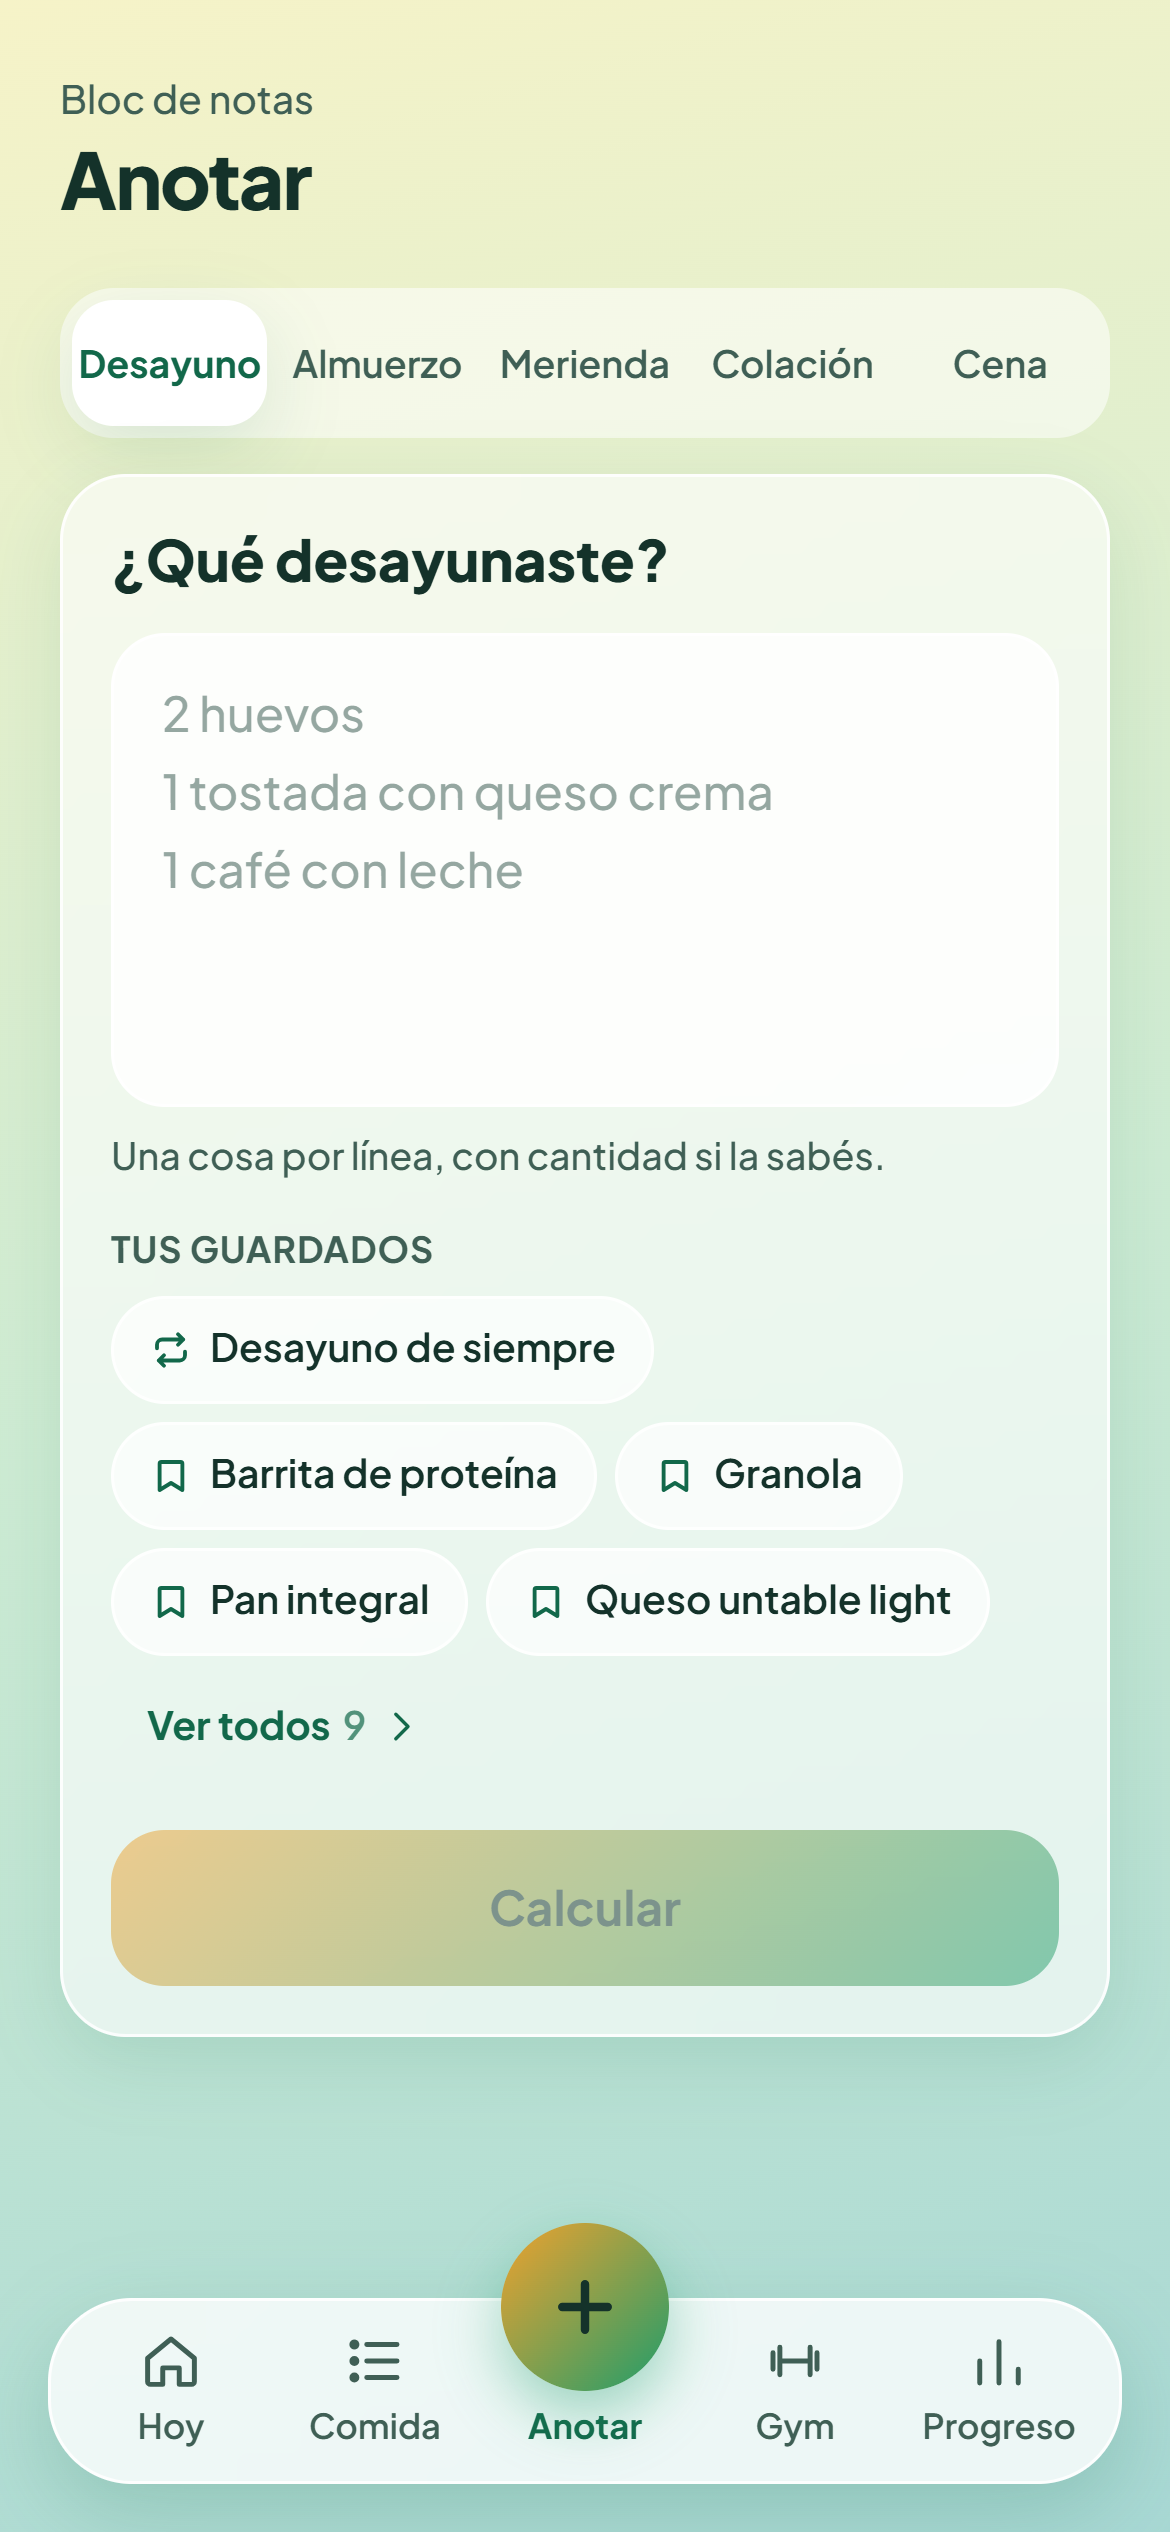 Bloc de notas
Anotar
Desayuno Almuerzo Merienda Colación Cena
¿Qué desayunaste?
2 huevos
1 tostada con queso crema
1 café con leche
Una cosa por línea, con cantidad si la sabés.
TUS GUARDADOS
Desayuno de siempre
Barrita de proteína Granola
Pan integral Queso untable light
Ver todos 9
Calcular
Hoy Comida Anotar Gym Progreso